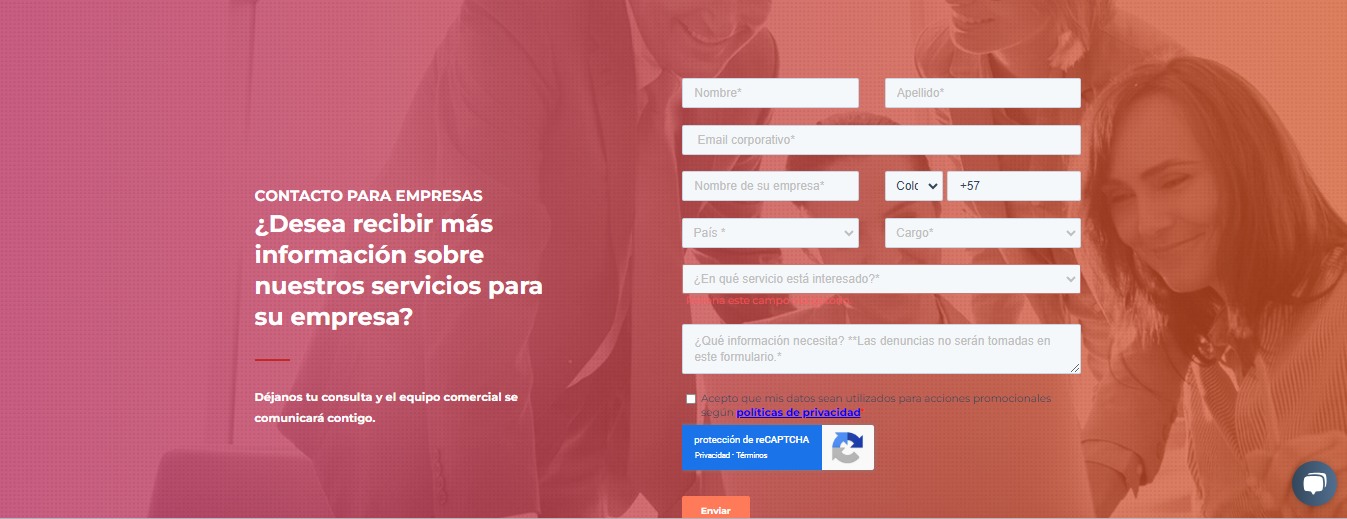 CONTACTO PARA EMPRESAS
¿Desea recibir más
información sobre
nuestros servicios para
su empresa?
Déjanos tu consulta y el equipo comercial se
comunicará contigo.
Nombre*
Apellido*
Email corporativo*
Nombre de su empresa*
Colo
+57
País *
Cargo*
¿En qué servicio está interesado?*
este campo
¿Qué información necesita? **Las denuncias no serán tomadas en
este formulario.*
Acepto que mis datos sean utilizados para acciones promocionales
según políticas de privacidad*
protección de reCAPTCHA
Privacidad - Términos
Enviar